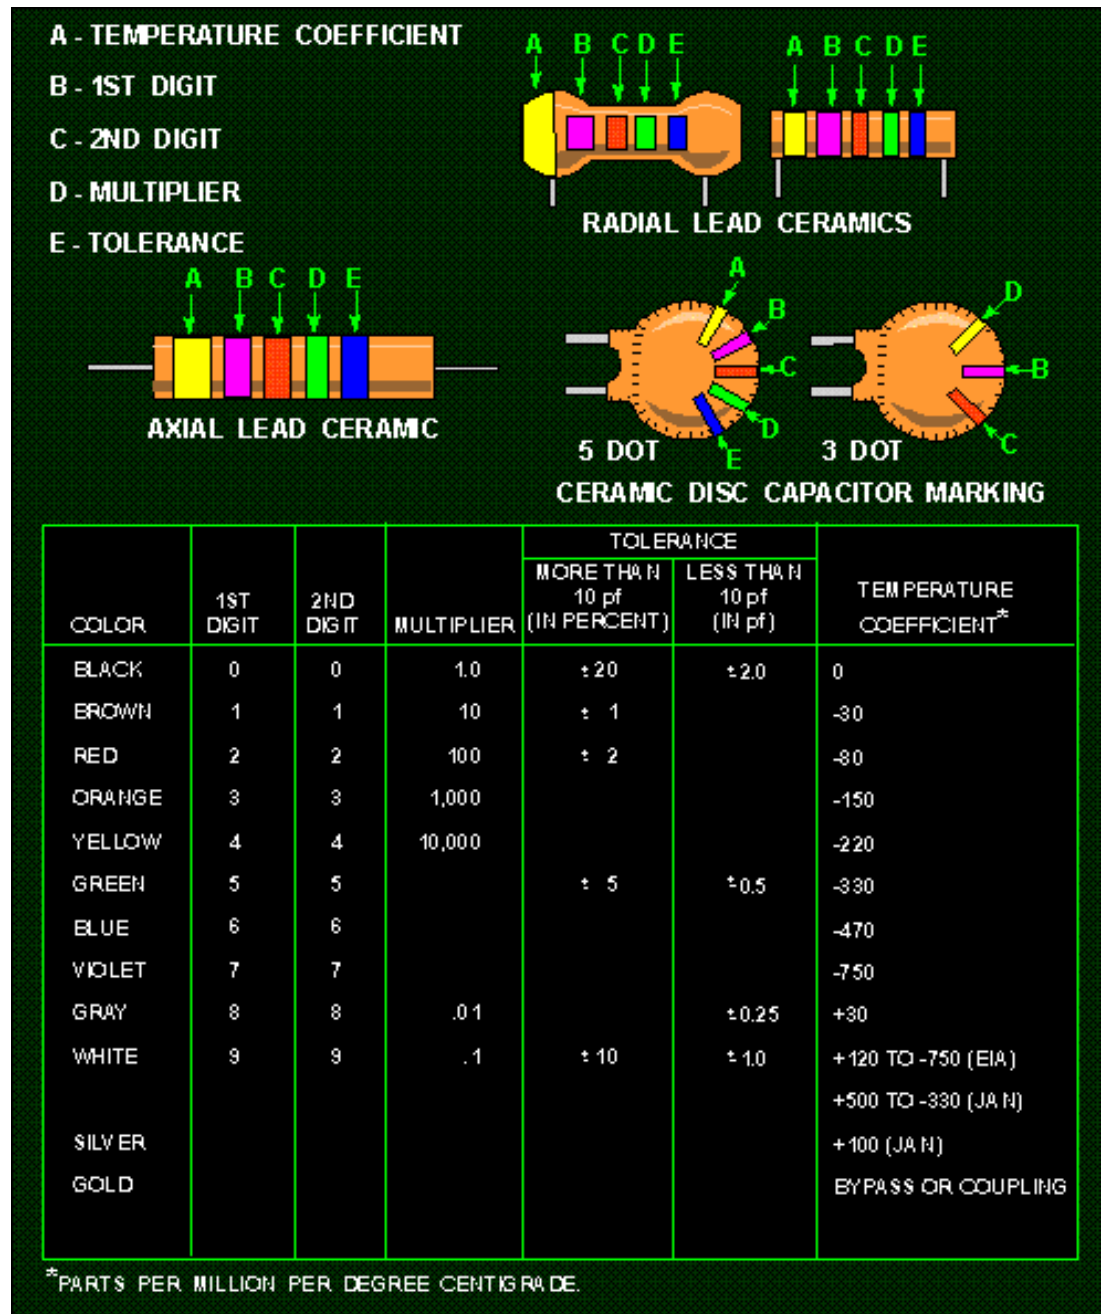 A - TEMPERATURE COEFFICIENT
B - 1ST DIGIT
C - 2ND DIGIT
D - MULTIPLIER
E - TOLERANCE
A B C D E
A B C D E
RADIAL LEAD CERAMICS
A B C D E
AXIAL LEAD CERAMIC
A
B
C
D
E
5 DOT
D
B
C
3 DOT
CERAMIC DISC CAPACITOR MARKING
COLOR 1ST DIGIT 2ND DIGIT MULTIPLIER TOLERANCE MORE THAN 10 pf (IN PERCENT) LESS THAN 10 pf (IN pf) TEMPERATURE COEFFICIENT*
BLACK 0 0 1.0 ±20 ±2.0 0
BROWN 1 1 10 ± 1 -30
RED 2 2 100 ± 2 -80
ORANGE 3 3 1,000 -150
YELLOW 4 4 10,000 -220
GREEN 5 5 ± 5 ±0.5 -330
BLUE 6 6 -470
VIOLET 7 7 -750
GRAY 8 8 .01 ±0.25 +30
WHITE 9 9 .1 ±10 ±1.0 +120 TO -750 (EIA)
+500 TO -330 (JAN)
SILVER +100 (JAN)
GOLD BYPASS OR COUPLING
*PARTS PER MILLION PER DEGREE CENTIGRADE.